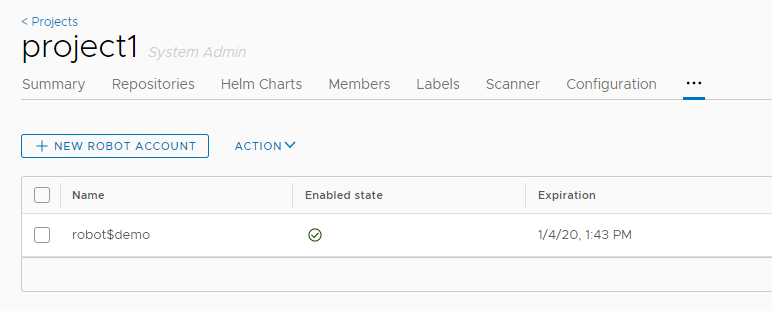 < Projects
project1 System Admin
Summary Repositories Helm Charts Members Labels Scanner Configuration ...
+ NEW ROBOT ACCOUNT ACTION
Name Enabled state Expiration
robot$demo 1/4/20, 1:43 PM